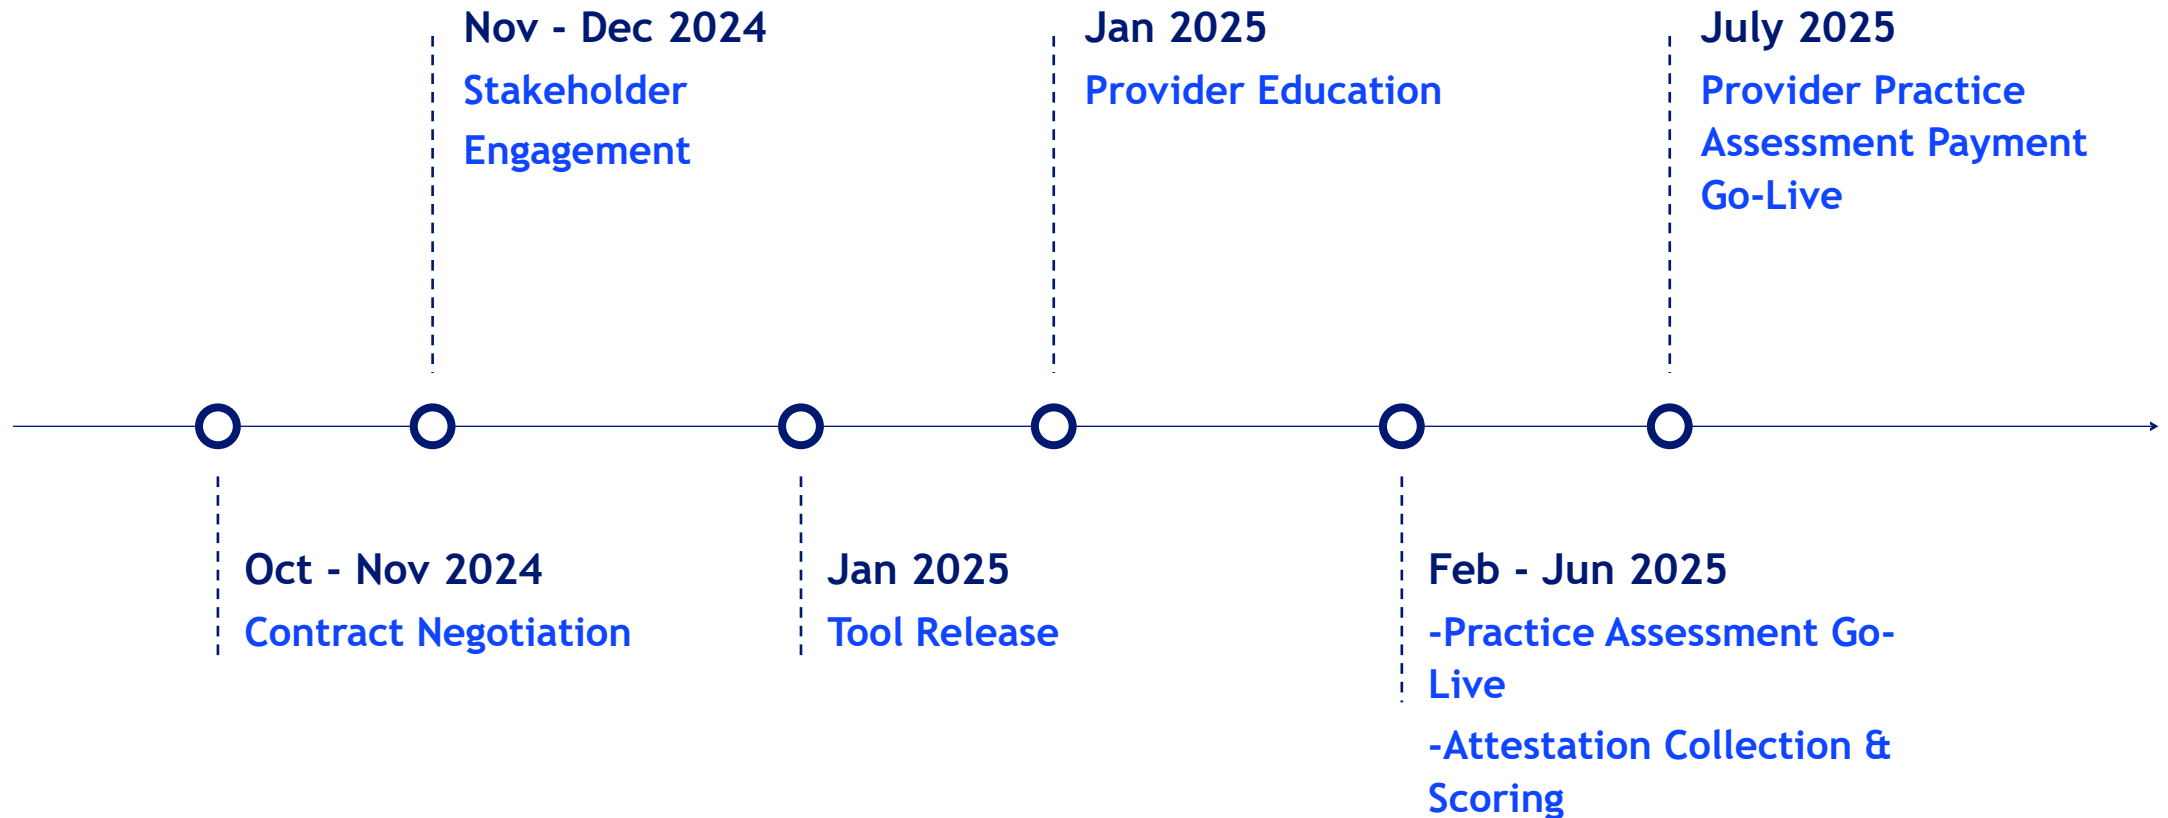 Nov - Dec 2024
Stakeholder
Engagement
Jan 2025
Provider Education
July 2025
Provider Practice
Assessment Payment
Go-Live
Oct - Nov 2024
Contract Negotiation
Jan 2025
Tool Release
Feb - Jun 2025
-Practice Assessment Go-
Live
-Attestation Collection &
Scoring